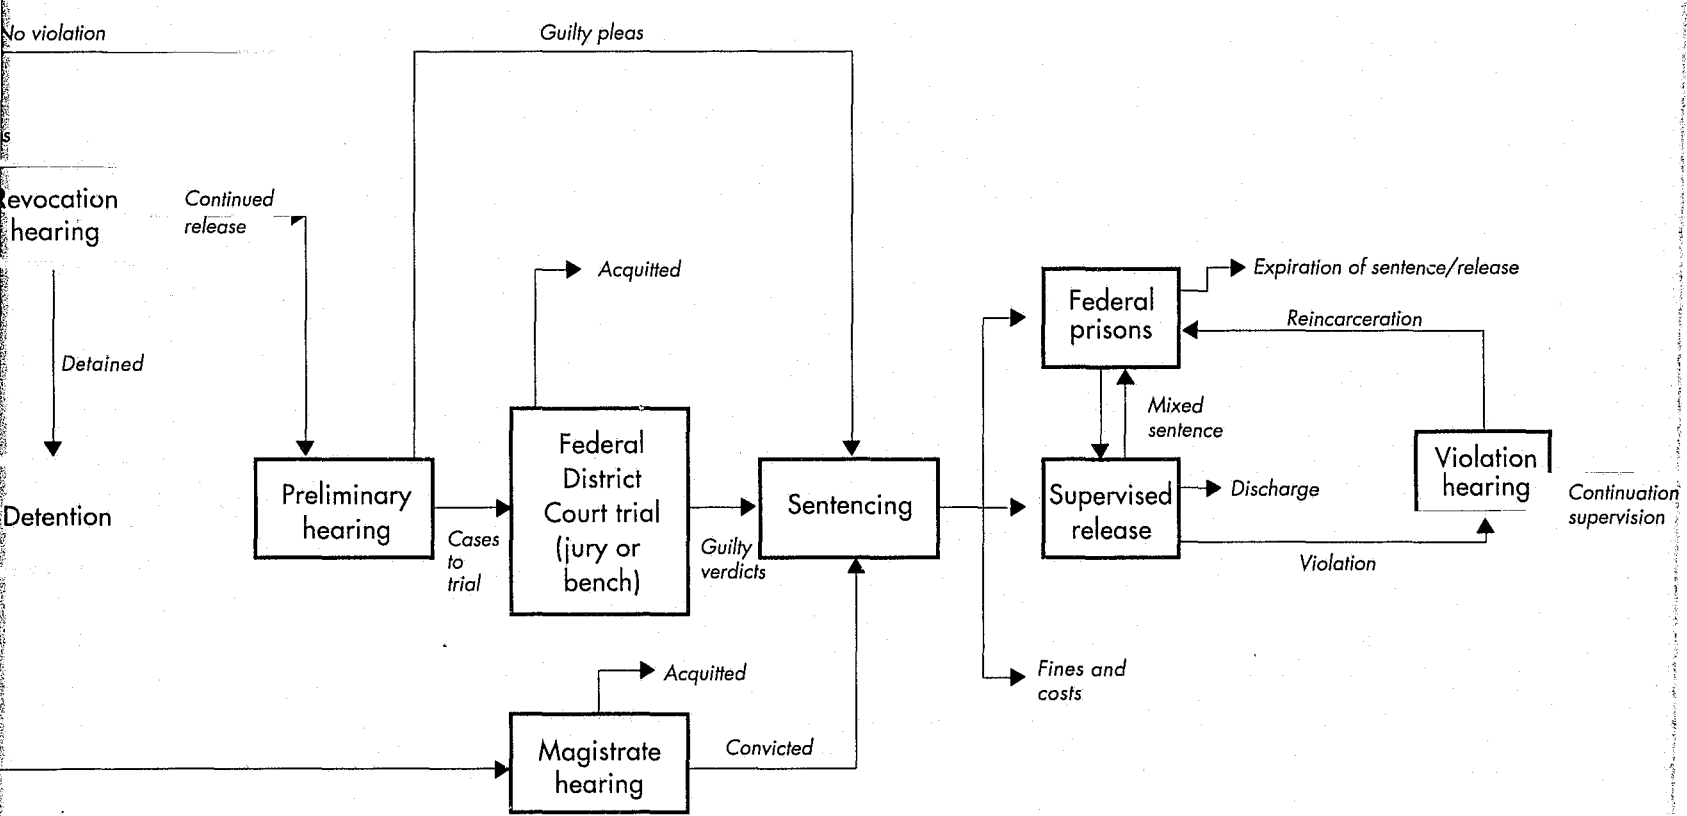 No violation
Guilty pleas
s
Revocation
hearing
Continued
release
Detained
Detention
Acquitted
Preliminary
hearing
Cases
to
trial
Federal
District
Court trial
(jury or
bench)
Guilty
verdicts
Sentencing
Federal
prisons
Expiration of sentence/release
Reincarceration
Mixed
sentence
Supervised
release
Discharge
Violation
Violation
hearing
Continuation
supervision
Fines and
costs
Acquitted
Magistrate
hearing
Convicted